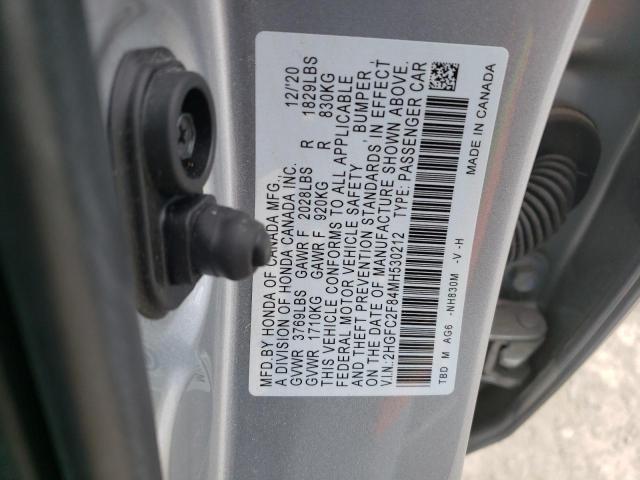 MFD.BY HONDA OF CANADA MFG. 12/'20
A DIVISION OF HONDA CANADA INC.
GVWR 3769LBS GAWR F 2028LBS R 1829LBS
GVWR 1710KG GAWR F 920KG R 830KG
THIS VEHICLE CONFORMS TO ALL APPLICABLE
FEDERAL MOTOR VEHICLE SAFETY BUMPER,
AND THEFT PREVENTION STANDARDS, IN EFFECT
ON THE DATE OF MANUFACTURE SHOWN ABOVE.
V.I.N.:2HGFC2F84MH530212 TYPE: PASSENGER CAR
TBD M AG6 -NH830M -V -H
MADE IN CANADA